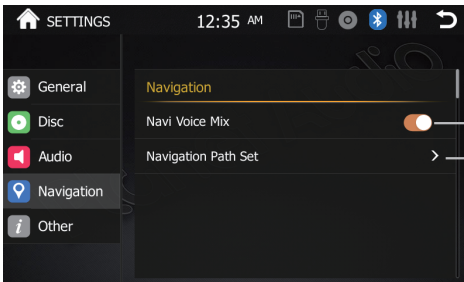 SETTINGS 12:35 AM
General
Disc
Audio
Navigation
Other
Navigation
Navi Voice Mix
Navigation Path Set